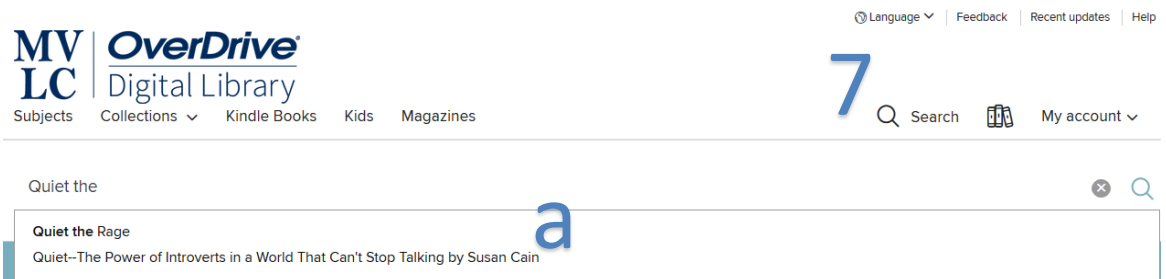 Language Feedback Recent updates Help
MV OverDrive®
LC Digital Library
7
Subjects Collections Kindle Books Kids Magazines Search My account
Quiet the
a
Quiet the Rage
Quiet--The Power of Introverts in a World That Can't Stop Talking by Susan Cain